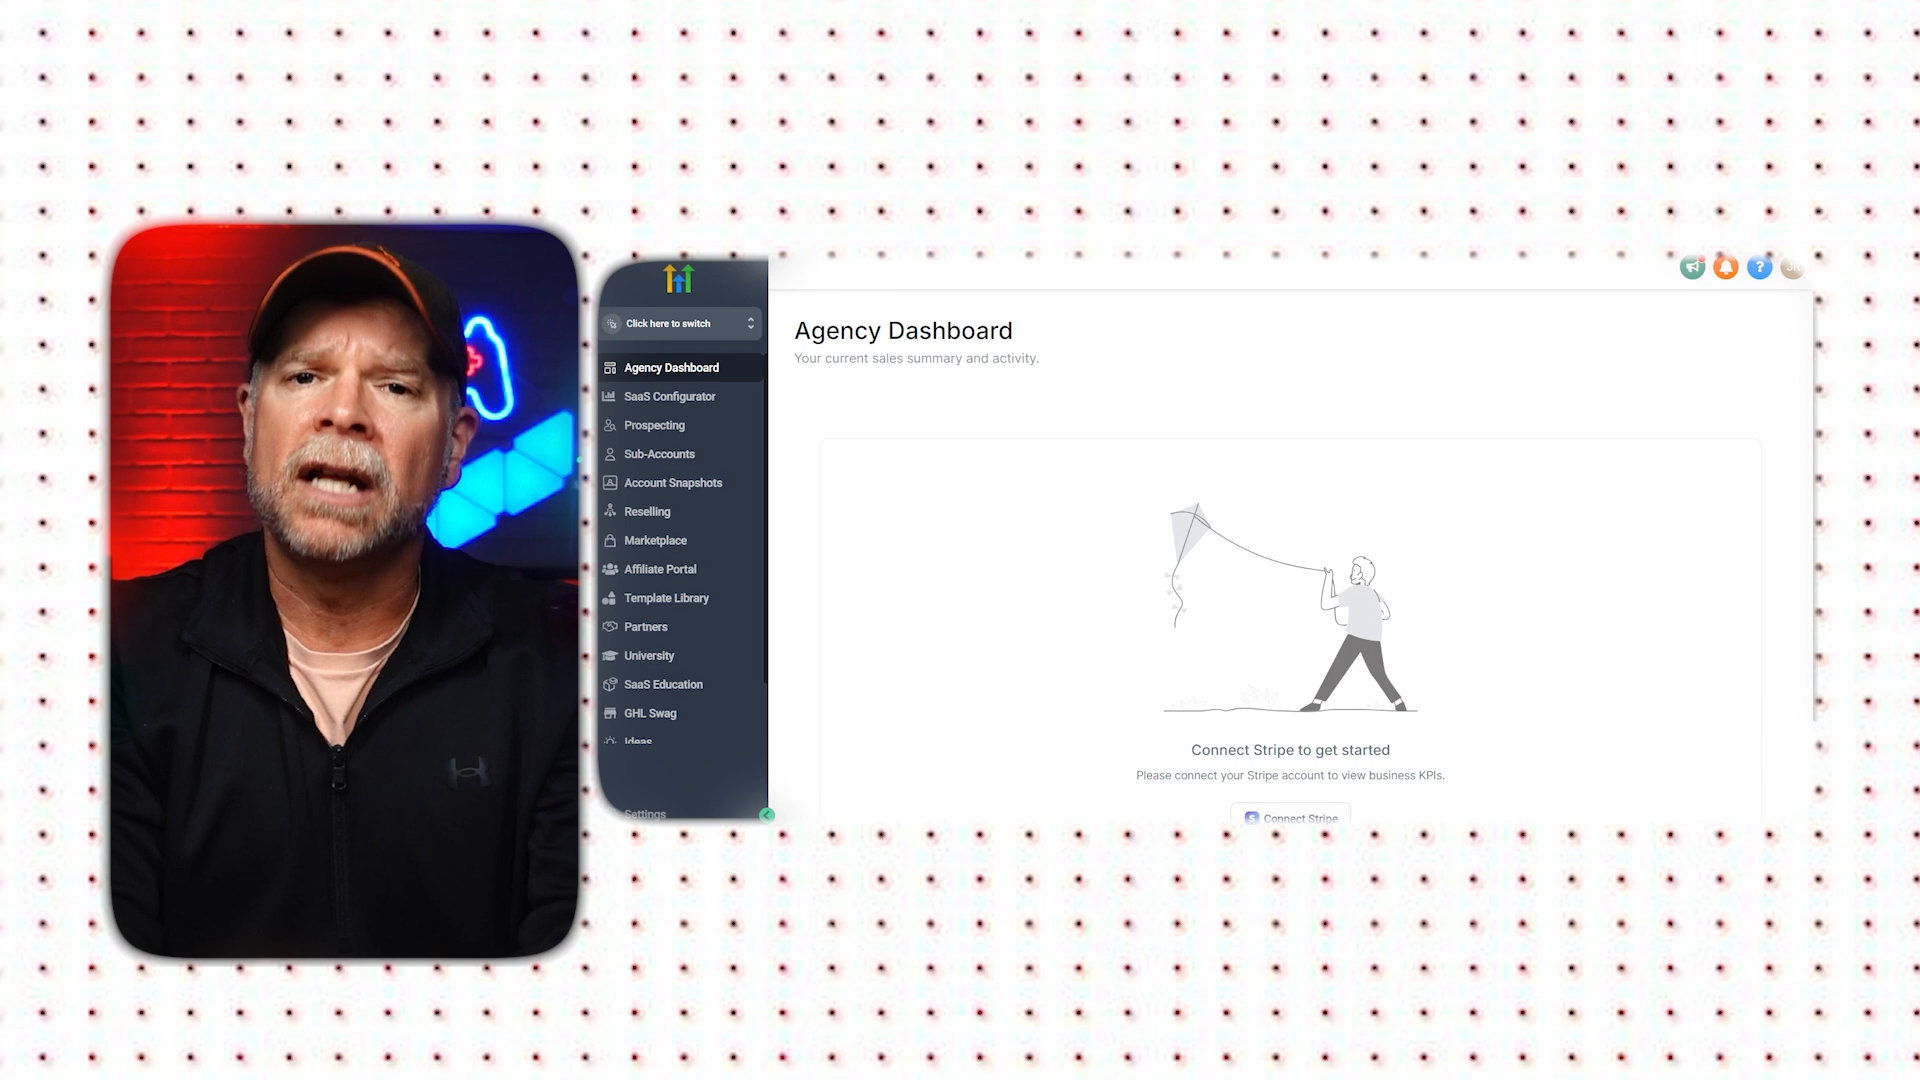 Click here to switch
Agency Dashboard
SaaS Configurator
Prospecting
Sub-Accounts
Account Snapshots
Reselling
Marketplace
Affiliate Portal
Template Library
Partners
University
SaaS Education
GHL Swag
Ideas
Settings
Agency Dashboard
Your current sales summary and activity.
Connect Stripe to get started
Please connect your Stripe account to view business KPIs.
S Connect Stripe
?